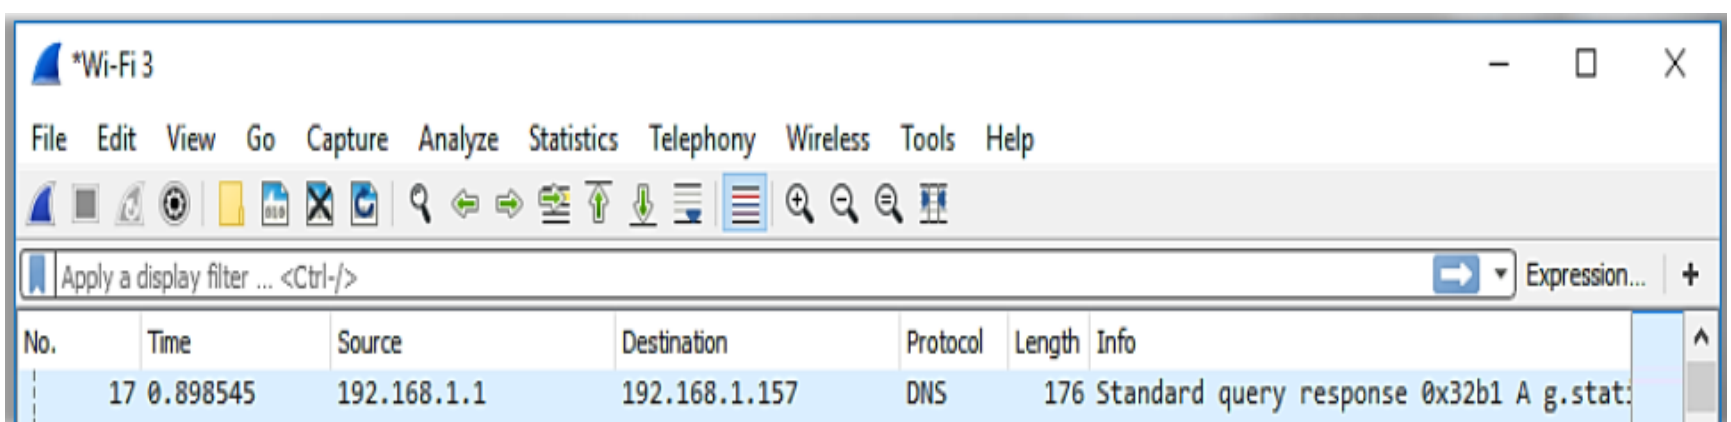 *Wi-Fi 3
File Edit View Go Capture Analyze Statistics Telephony Wireless Tools Help
Apply a display filter ... <Ctrl-/> Expression... +
No. Time Source Destination Protocol Length Info
17 0.898545 192.168.1.1 192.168.1.157 DNS 176 Standard query response 0x32b1 A g.stat